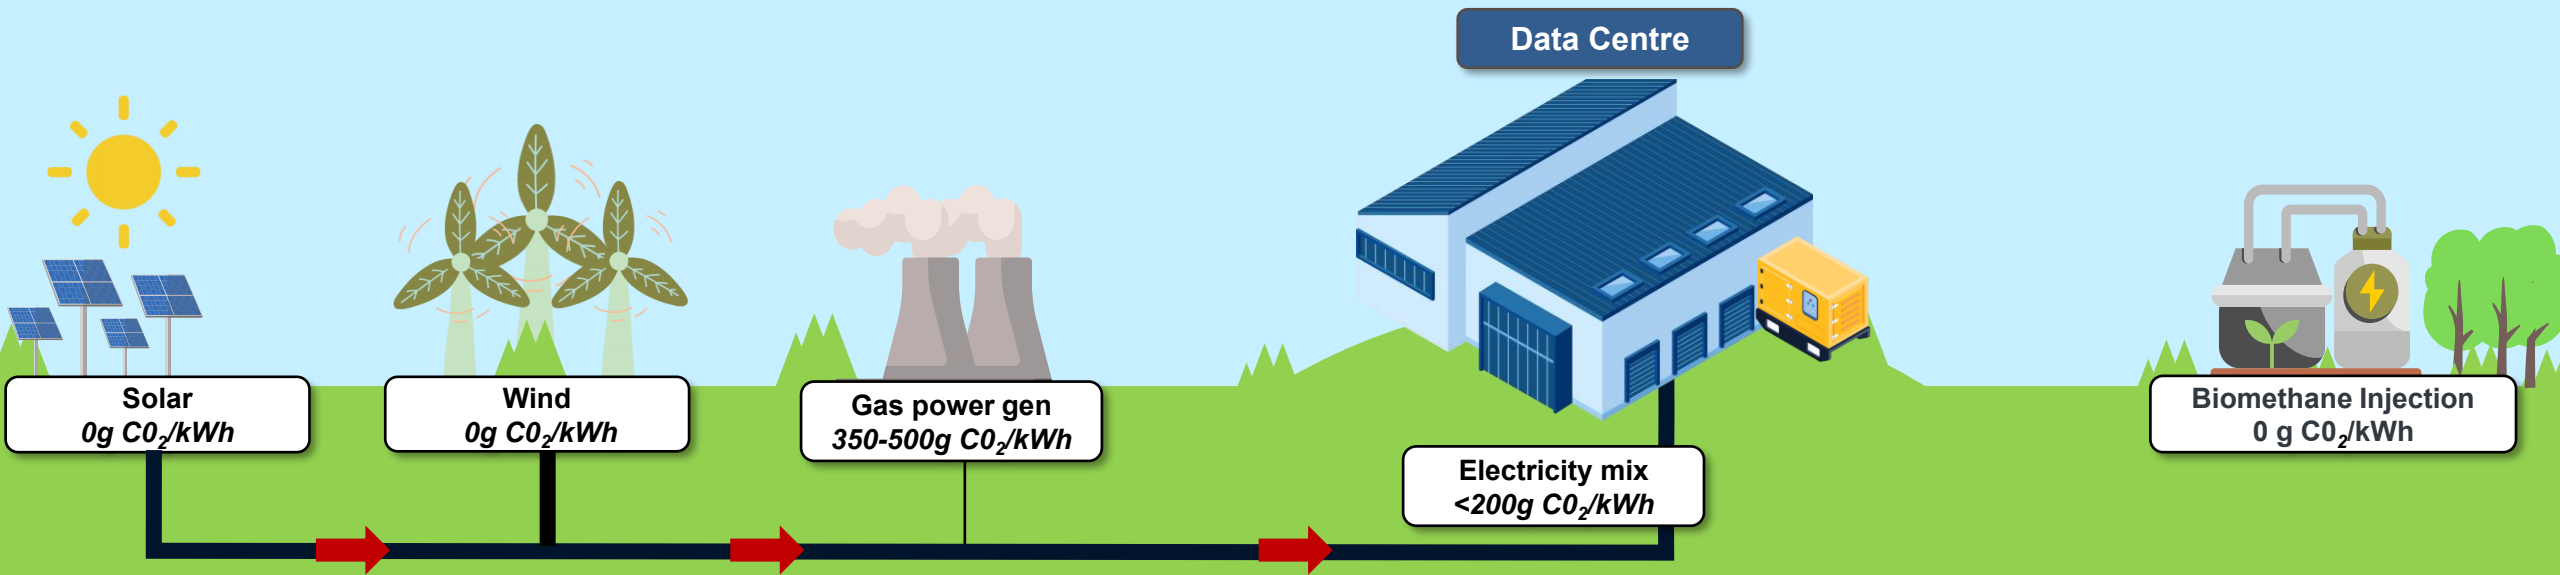 Data Centre
Solar
0g C0₂/kWh
Wind
0g C0₂/kWh
Gas power gen
350-500g C0₂/kWh
Electricity mix
<200g C0₂/kWh
Biomethane Injection
0 g C0₂/kWh